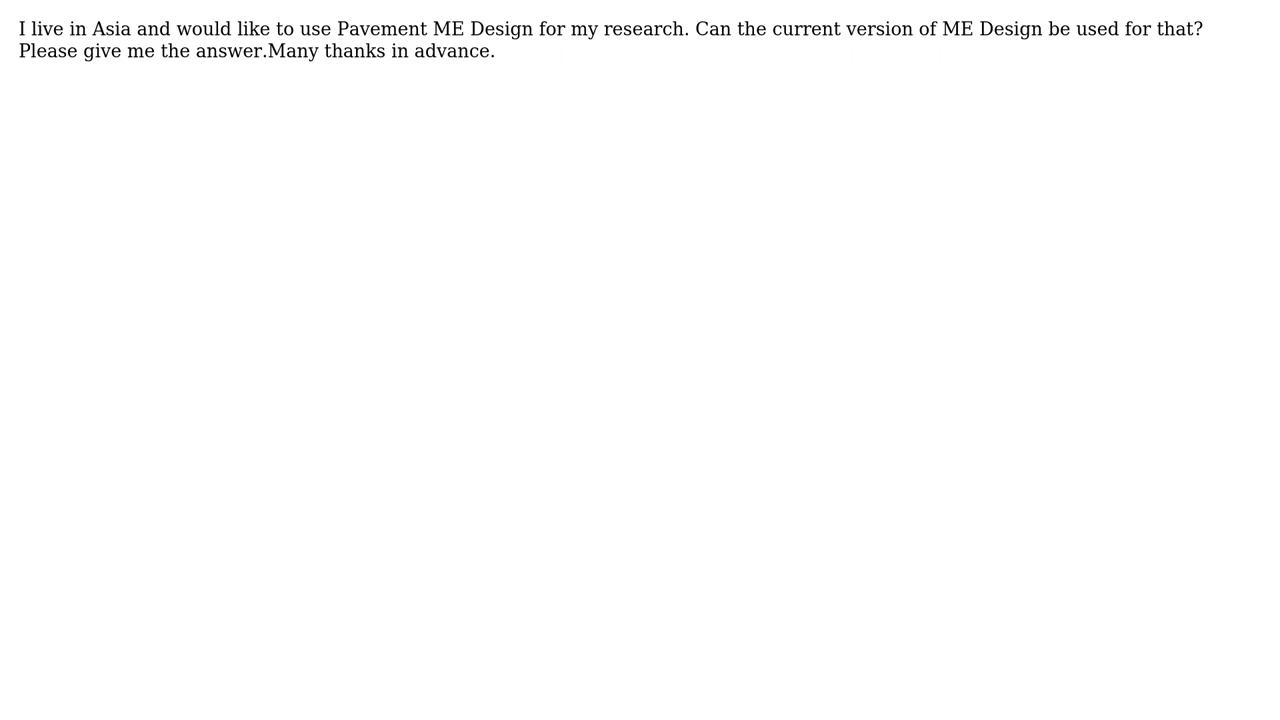 I live in Asia and would like to use Pavement ME Design for my research. Can the current version of ME Design be used for that?
Please give me the answer.Many thanks in advance.